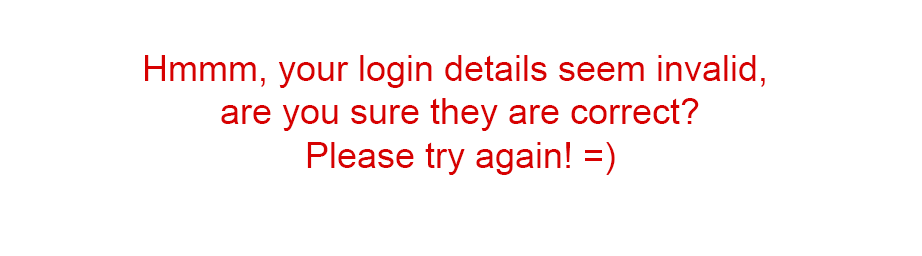 Hmmm, your login details seem invalid,
are you sure they are correct?
Please try again! =)